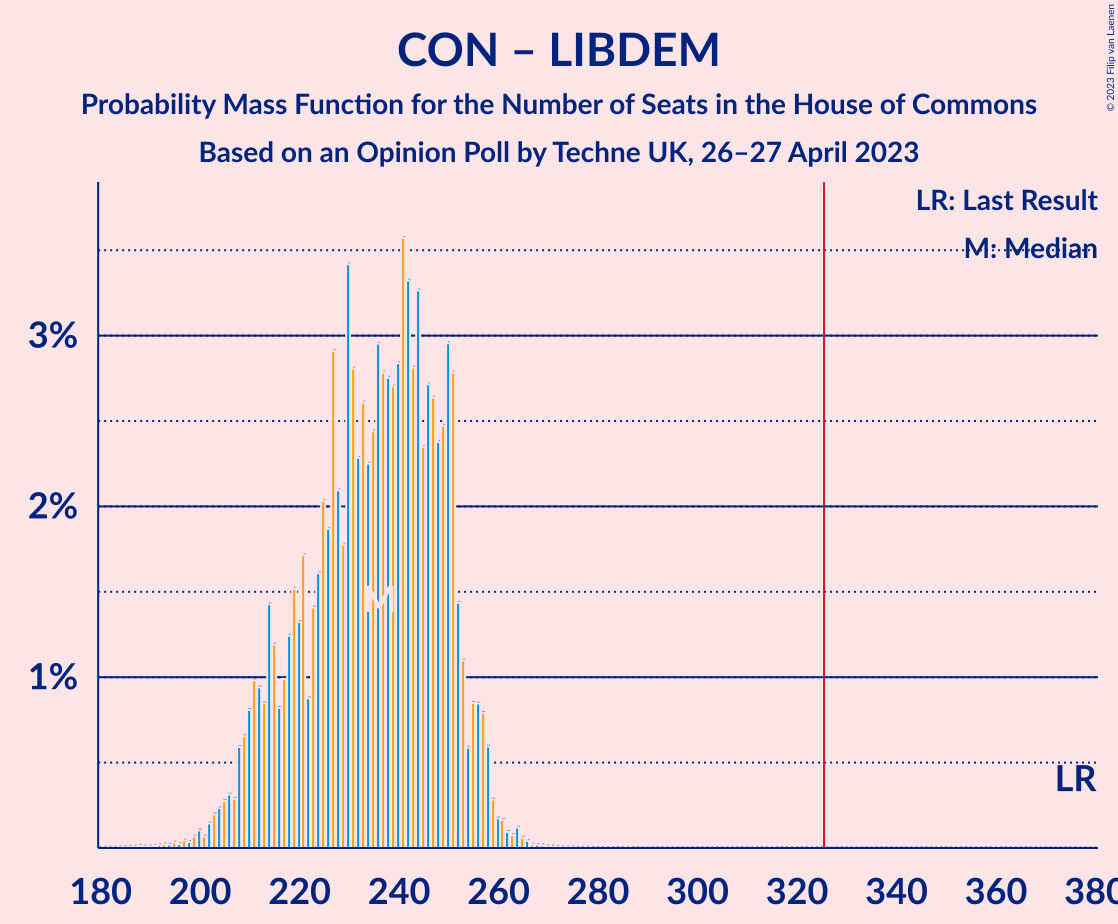 CON – LIBDEM
Probability Mass Function for the Number of Seats in the House of Commons
Based on an Opinion Poll by Techne UK, 26–27 April 2023
© 2023 Filip van Laenen
LR: Last Result
M: Median
3%
2%
1%
M
LR
180 200 220 240 260 280 300 320 340 360 380